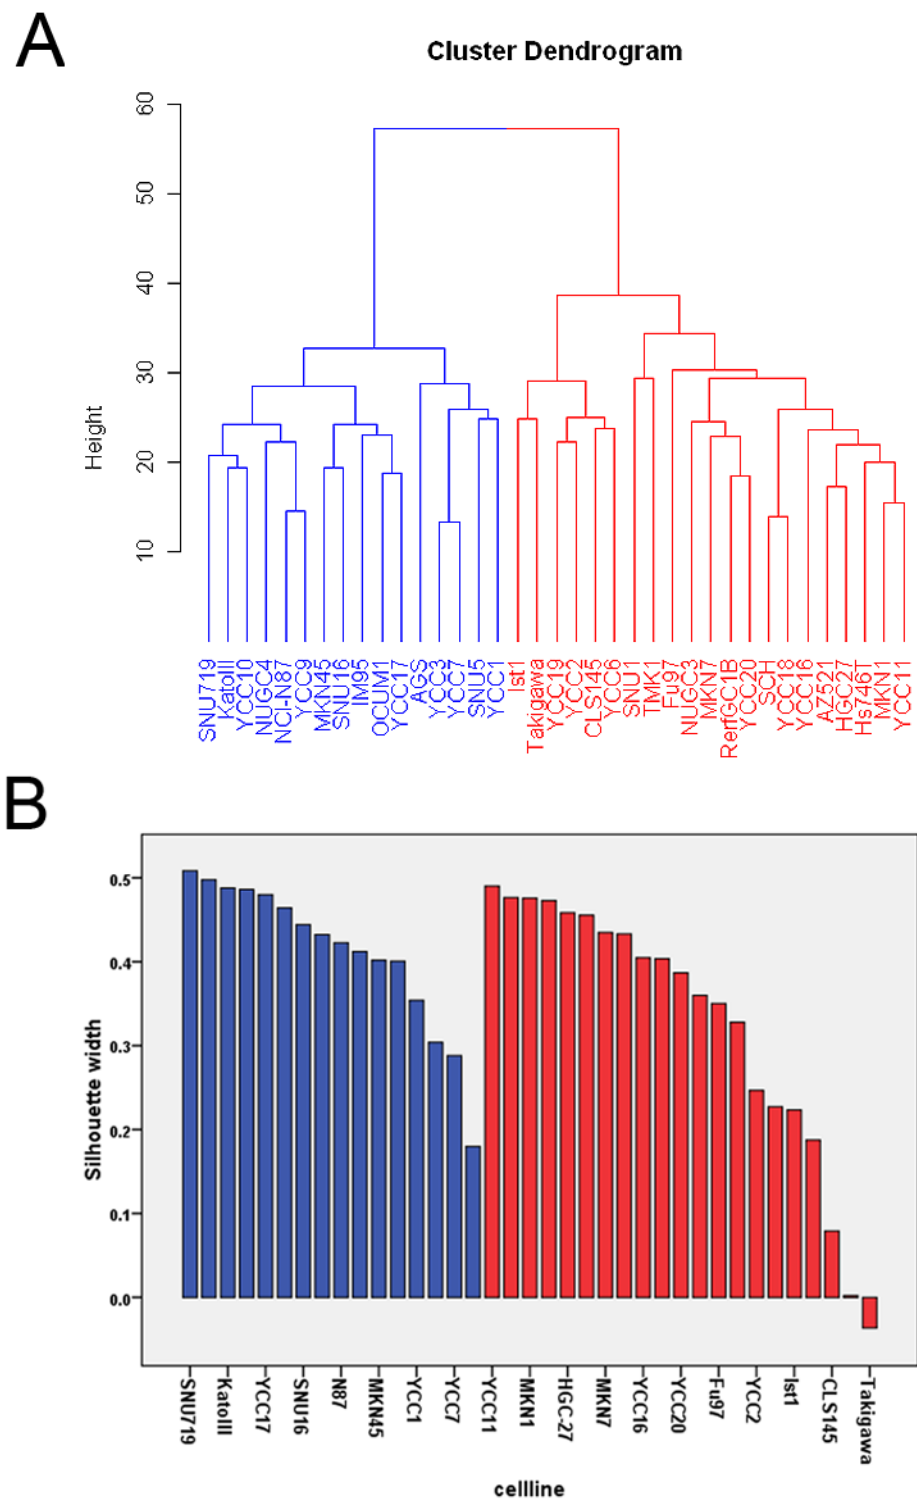 A
Cluster Dendrogram
Height
60
50
40
30
20
10
SNU719
KatoIII
YCC10
NUGC4
NCI-N87
YCC9
MKN45
SNU16
IM95
OCUM1
YCC17
AGS
YCC3
YCC7
SNU5
YCC1
Ist1
Takigawa
YCC19
YCC2
CLS145
YCC6
SNU1
TMK1
Fu97
NUGC3
MKN7
RerfGC1B
YCC20
SCH
YCC18
YCC16
AZ521
HGC27
Hs746T
MKN1
YCC11
B
Silhouette width
0.5
0.4
0.3
0.2
0.1
0.0
SNU719
KatoIII
YCC17
SNU16
N87
MKN45
YCC1
YCC7
YCC11
MKN1
HGC-27
MKN7
YCC16
YCC20
Fu97
YCC2
Ist1
CLS145
Takigawa
cellline